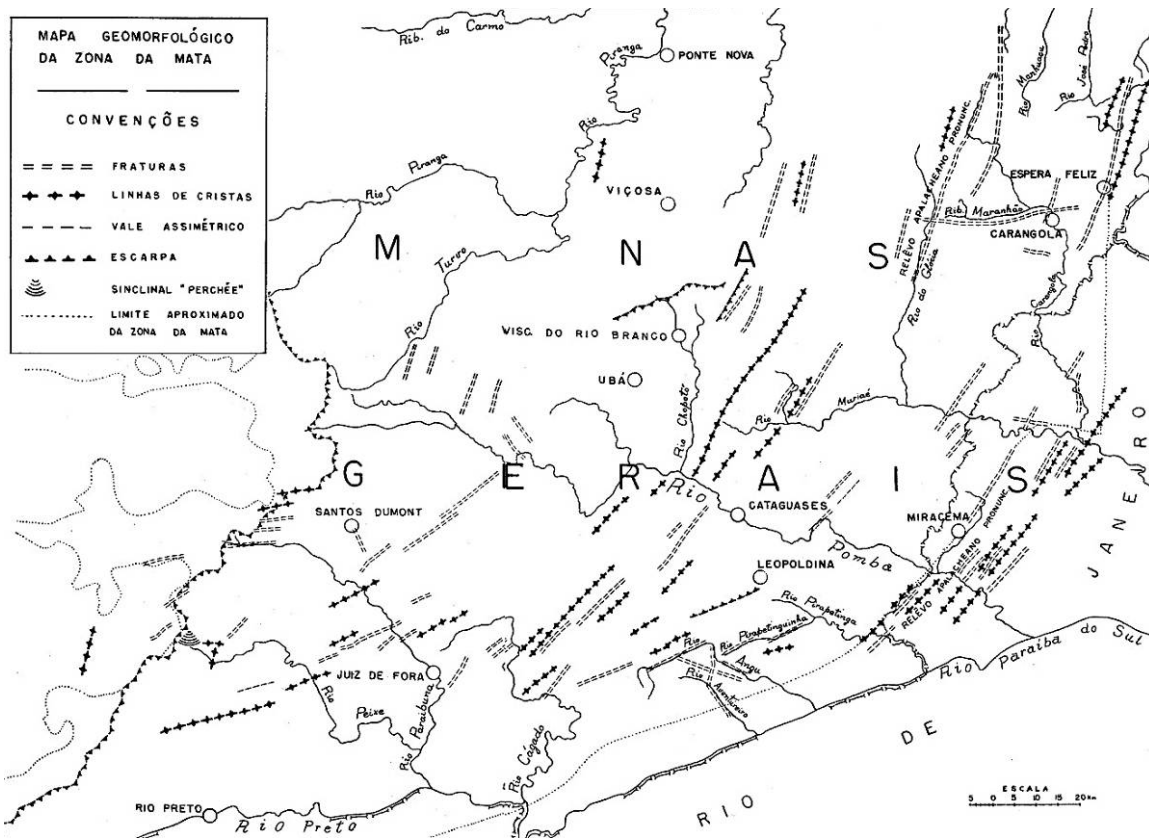 MAPA GEOMORFOLÓGICO
DA ZONA DA MATA
CONVENÇÕES
FRATURAS
LINHAS DE CRISTAS
VALE ASSIMÉTRICO
ESCARPA
SINCLINAL "PERCHÉE"
LIMITE APROXIMADO
DA ZONA DA MATA
Rib. do Carmo
Piranga
Rio
PONTE NOVA
Rio Manhuaçu
Rio José Pedro
Rio Piranga
VIÇOSA
RELÊVO APALACHEANO PRONUNC.
ESPERA FELIZ
Rib. Maranhão
CARANGOLA
M
N
A
S
Rio Turvo
Rio do Glória
Rio Carangola
VISC. DO RIO BRANCO
UBÁ
Rio Chopotó
Rio Muriaé
G
E
R
A
I
S
SANTOS DUMONT
Rio Pomba
CATAGUASES
MIRACEMA
RELÊVO APALACHEANO PRONUNC.
LEOPOLDINA
Rio Pirapetinga
Rio Pirapetinguinha
Rio Angu
Rio Aventureiro
JUIZ DE FORA
Rio Peixe
Rio Paraibuna
Rio Cágado
Rio Paraíba do Sul
RIO PRETO
Rio Preto
RIO DE JANEIRO
ESCALA
5 0 5 10 15 20 Km